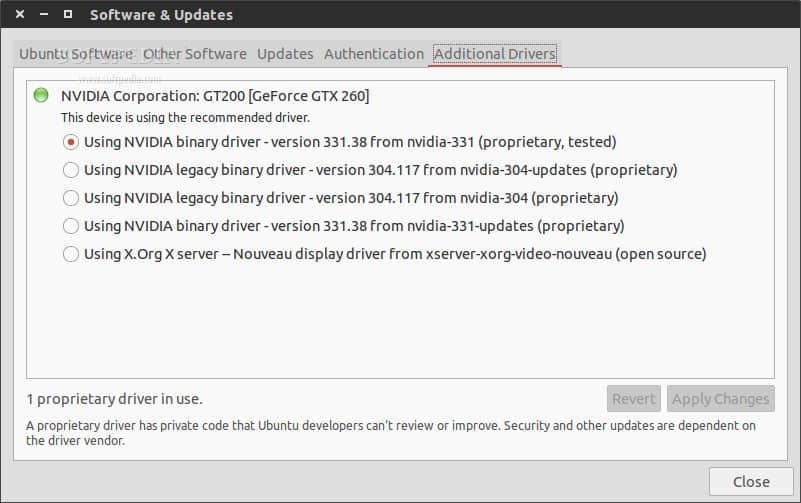 Software & Updates
Ubuntu Software Other Software Updates Authentication Additional Drivers
SOFTPEDIA
www.softpedia.com
NVIDIA Corporation: GT200 [GeForce GTX 260]
This device is using the recommended driver.
Using NVIDIA binary driver - version 331.38 from nvidia-331 (proprietary, tested)
Using NVIDIA legacy binary driver - version 304.117 from nvidia-304-updates (proprietary)
Using NVIDIA legacy binary driver - version 304.117 from nvidia-304 (proprietary)
Using NVIDIA binary driver - version 331.38 from nvidia-331-updates (proprietary)
Using X.Org X server – Nouveau display driver from xserver-xorg-video-nouveau (open source)
1 proprietary driver in use.
Revert Apply Changes
A proprietary driver has private code that Ubuntu developers can't review or improve. Security and other updates are dependent on
the driver vendor.
Close